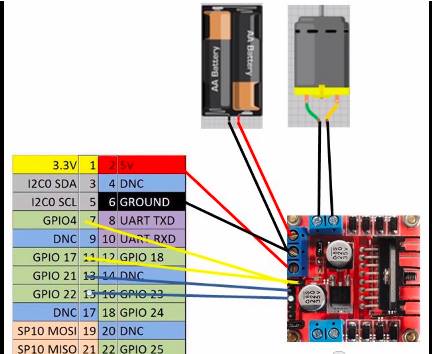 AA Battery
AA Battery
3.3V 1 2 5v
I2C0 SDA 3 4 DNC
I2C0 SCL 5 6 GROUND
GPIO4 7 8 UART TXD
DNC 9 10 UART RXD
GPIO 17 11 12 GPIO 18
GPIO 21 13 14 DNC
GPIO 22 15 16 GPIO 23
DNC 17 18 GPIO 24
SP10 MOSI 19 20 DNC
SP10 MISO 21 22 GPIO 25